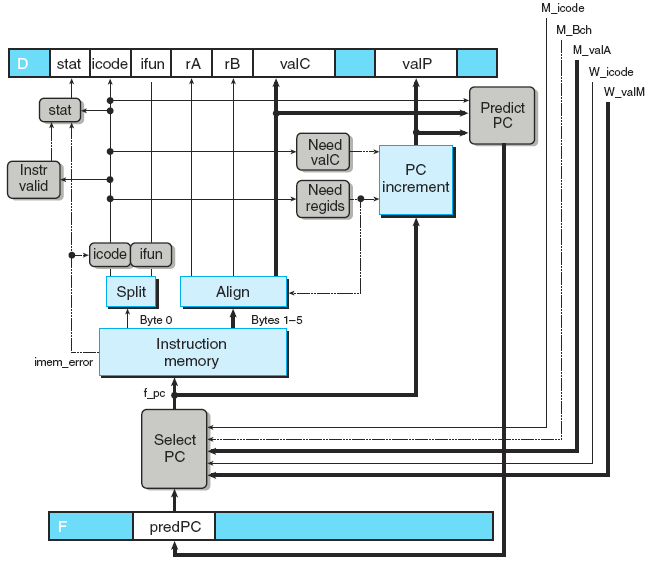 M_icode
M_Bch
M_valA
W_icode
W_valM
D stat icode ifun rA rB valC valP
stat
Predict
PC
Need
valC
Instr
valid
PC
increment
Need
regids
icode ifun
Split
Align
Byte 0
Bytes 1–5
Instruction
memory
imem_error
f_pc
Select
PC
F predPC